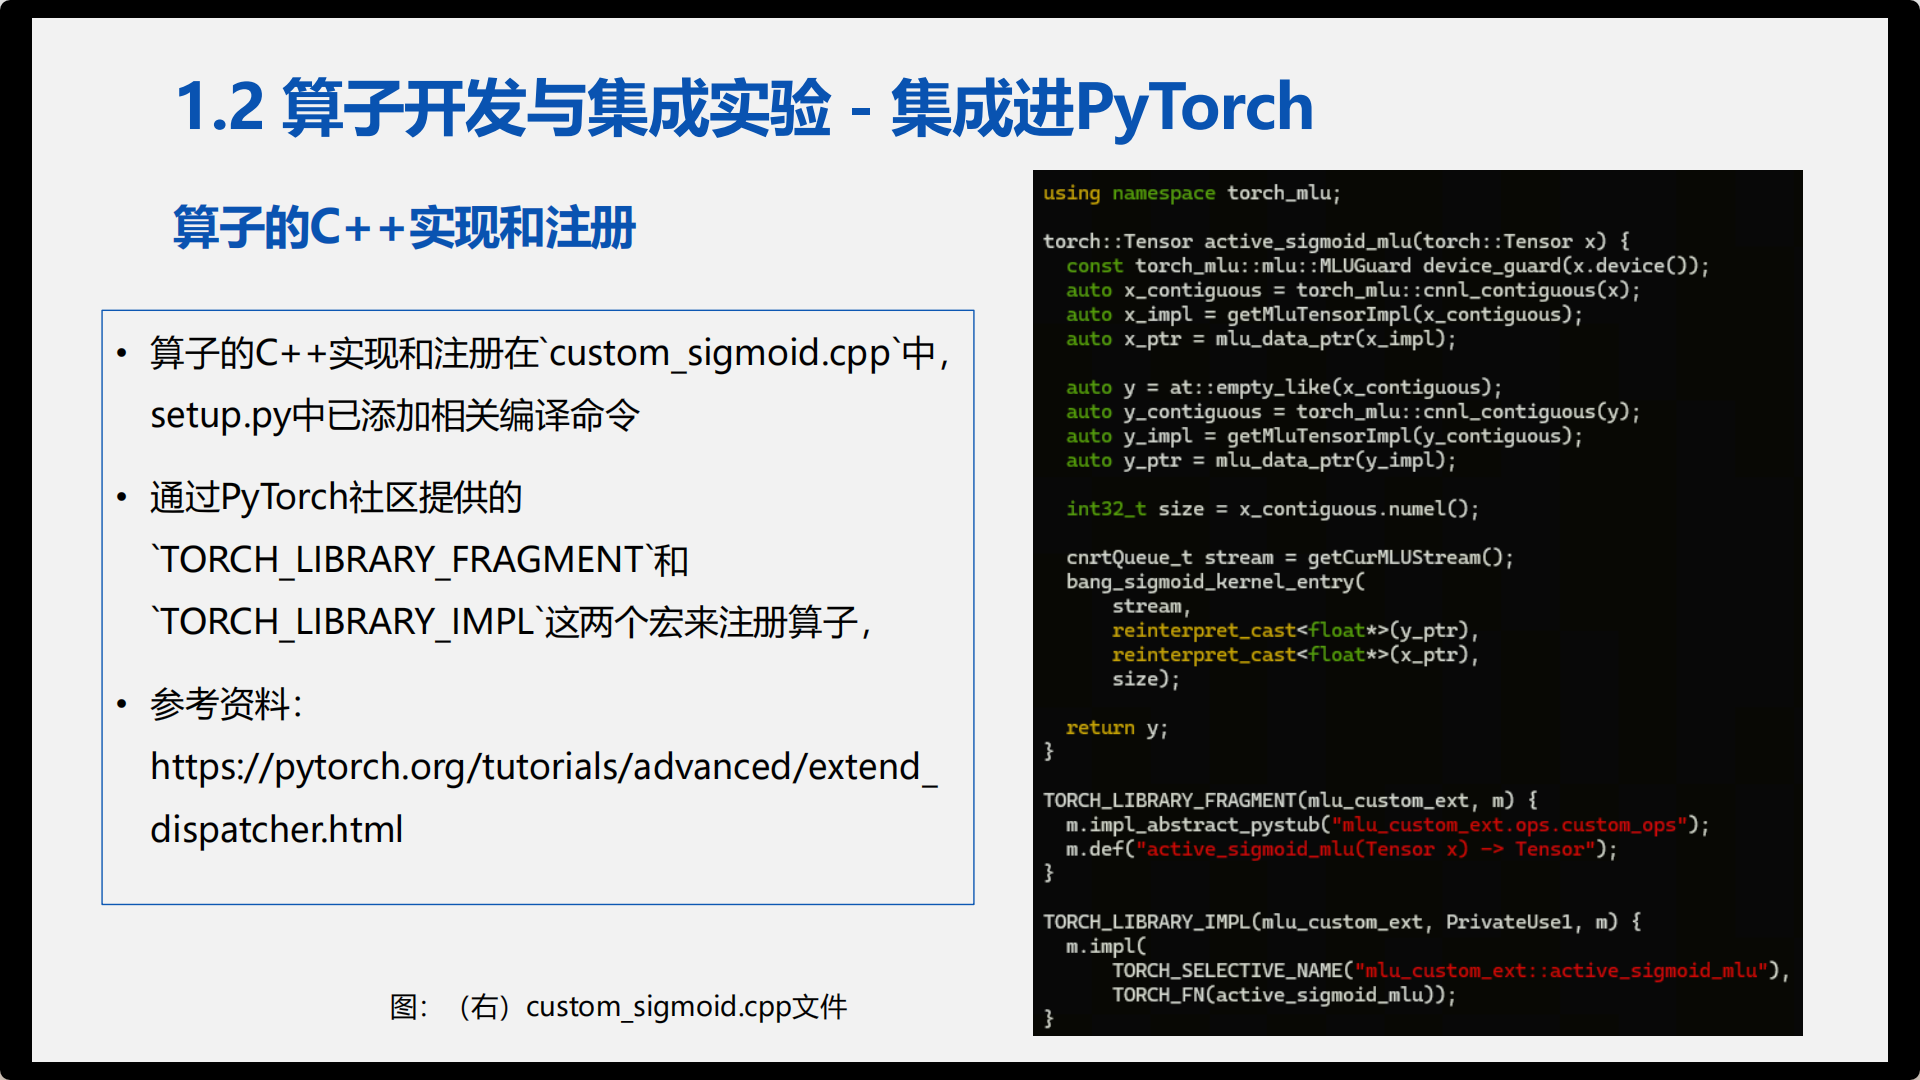 1.2 算子开发与集成实验 - 集成进PyTorch
算子的C++实现和注册
• 算子的C++实现和注册在`custom_sigmoid.cpp`中，
setup.py中已添加相关编译命令
• 通过PyTorch社区提供的
`TORCH_LIBRARY_FRAGMENT`和
`TORCH_LIBRARY_IMPL`这两个宏来注册算子，
• 参考资料：
https://pytorch.org/tutorials/advanced/extend_
dispatcher.html
图：（右）custom_sigmoid.cpp文件
using namespace torch_mlu;
torch::Tensor active_sigmoid_mlu(torch::Tensor x) {
  const torch_mlu::mlu::MLUGuard device_guard(x.device());
  auto x_contiguous = torch_mlu::cnnl_contiguous(x);
  auto x_impl = getMluTensorImpl(x_contiguous);
  auto x_ptr = mlu_data_ptr(x_impl);
  auto y = at::empty_like(x_contiguous);
  auto y_contiguous = torch_mlu::cnnl_contiguous(y);
  auto y_impl = getMluTensorImpl(y_contiguous);
  auto y_ptr = mlu_data_ptr(y_impl);
  int32_t size = x_contiguous.numel();
  cnrtQueue_t stream = getCurMLUStream();
  bang_sigmoid_kernel_entry(
      stream,
      reinterpret_cast<float*>(y_ptr),
      reinterpret_cast<float*>(x_ptr),
      size);
  return y;
}
TORCH_LIBRARY_FRAGMENT(mlu_custom_ext, m) {
  m.impl_abstract_pystub("mlu_custom_ext.ops.custom_ops");
  m.def("active_sigmoid_mlu(Tensor x) -> Tensor");
}
TORCH_LIBRARY_IMPL(mlu_custom_ext, PrivateUse1, m) {
  m.impl(
      TORCH_SELECTIVE_NAME("mlu_custom_ext::active_sigmoid_mlu"),
      TORCH_FN(active_sigmoid_mlu));
}